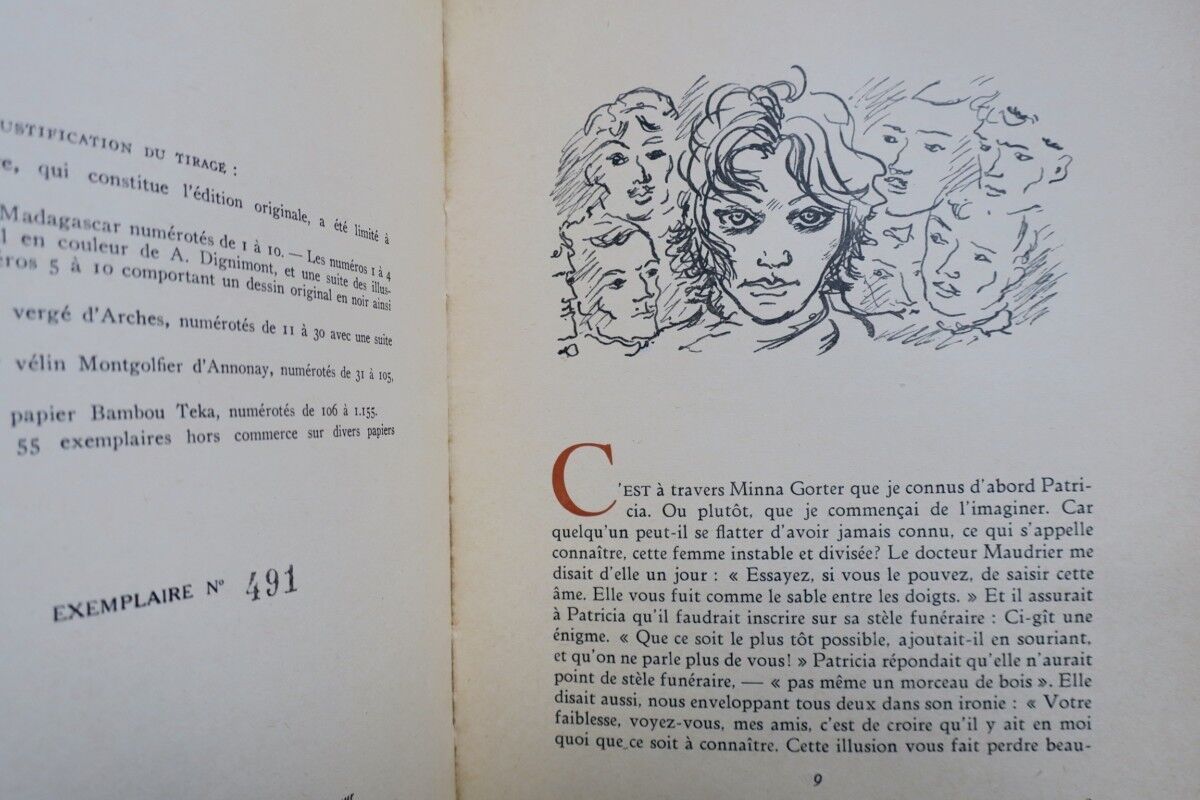 USTIFICATION DU TIRAGE :
e, qui constitue l'édition originale, a été limité à
Madagascar numérotés de 1 à 10. — Les numéros 1 à 4
l en couleur de A. Dignimont, et une suite des illus-
éros 5 à 10 comportant un dessin original en noir ainsi
vergé d'Arches, numérotés de 11 à 30 avec une suite
vélin Montgolfier d'Annonay, numérotés de 31 à 105,
papier Bambou Teka, numérotés de 106 à 1.155.
55 exemplaires hors commerce sur divers papiers
EXEMPLAIRE N° 491
C'EST à travers Minna Gorter que je connus d'abord Patri-
cia. Ou plutôt, que je commençai de l'imaginer. Car
quelqu'un peut-il se flatter d'avoir jamais connu, ce qui s'appelle
connaître, cette femme instable et divisée? Le docteur Maudrier me
disait d'elle un jour : « Essayez, si vous le pouvez, de saisir cette
âme. Elle vous fuit comme le sable entre les doigts. » Et il assurait
à Patricia qu'il faudrait inscrire sur sa stèle funéraire : Ci-gît une
énigme. « Que ce soit le plus tôt possible, ajoutait-il en souriant,
et qu'on ne parle plus de vous! » Patricia répondait qu'elle n'aurait
point de stèle funéraire, — « pas même un morceau de bois ». Elle
disait aussi, nous enveloppant tous deux dans son ironie : « Votre
faiblesse, voyez-vous, mes amis, c'est de croire qu'il y ait en moi
quoi que ce soit à connaître. Cette illusion vous fait perdre beau-
9